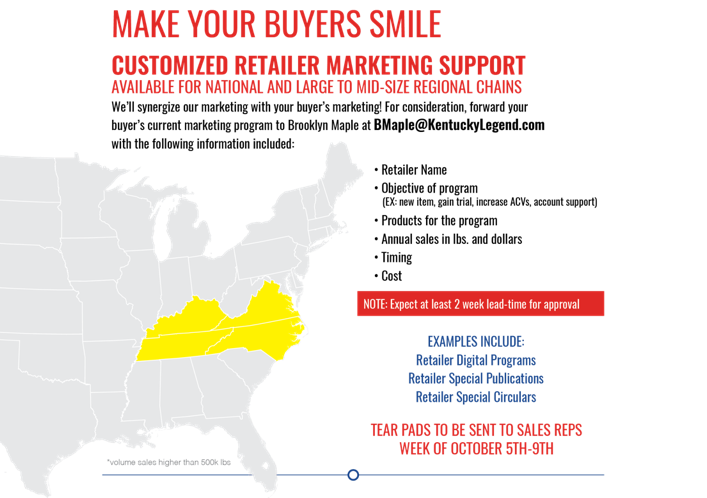 MAKE YOUR BUYERS SMILE
CUSTOMIZED RETAILER MARKETING SUPPORT
AVAILABLE FOR NATIONAL AND LARGE TO MID-SIZE REGIONAL CHAINS
We'll synergize our marketing with your buyer's marketing! For consideration, forward your
buyer's current marketing program to Brooklyn Maple at BMaple@KentuckyLegend.com
with the following information included:
• Retailer Name
• Objective of program
(EX: new item, gain trial, increase ACVs, account support)
• Products for the program
• Annual sales in lbs. and dollars
• Timing
• Cost
NOTE: Expect at least 2 week lead-time for approval
EXAMPLES INCLUDE:
Retailer Digital Programs
Retailer Special Publications
Retailer Special Circulars
TEAR PADS TO BE SENT TO SALES REPS
WEEK OF OCTOBER 5TH-9TH
*volume sales higher than 500k lbs